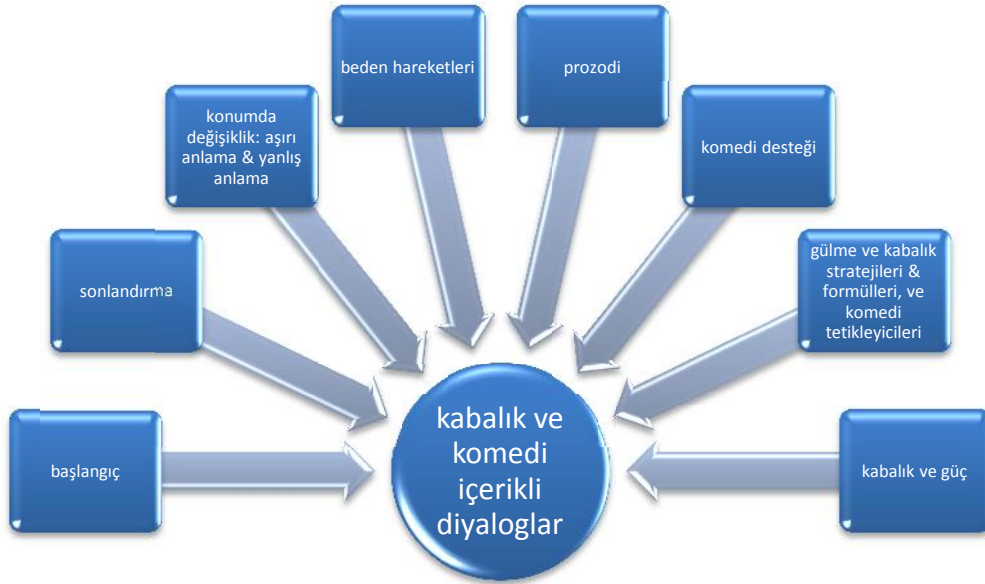 beden hareketleri
prozodi
konumda
değişiklik: aşırı
anlama & yanlış
anlama
komedi desteği
sonlandırma
gülme ve kabalık
stratejileri &
formülleri, ve
komedi
tetikleyicileri
başlangıç
kabalık ve
komedi
içerikli
diyaloglar
kabalık ve güç